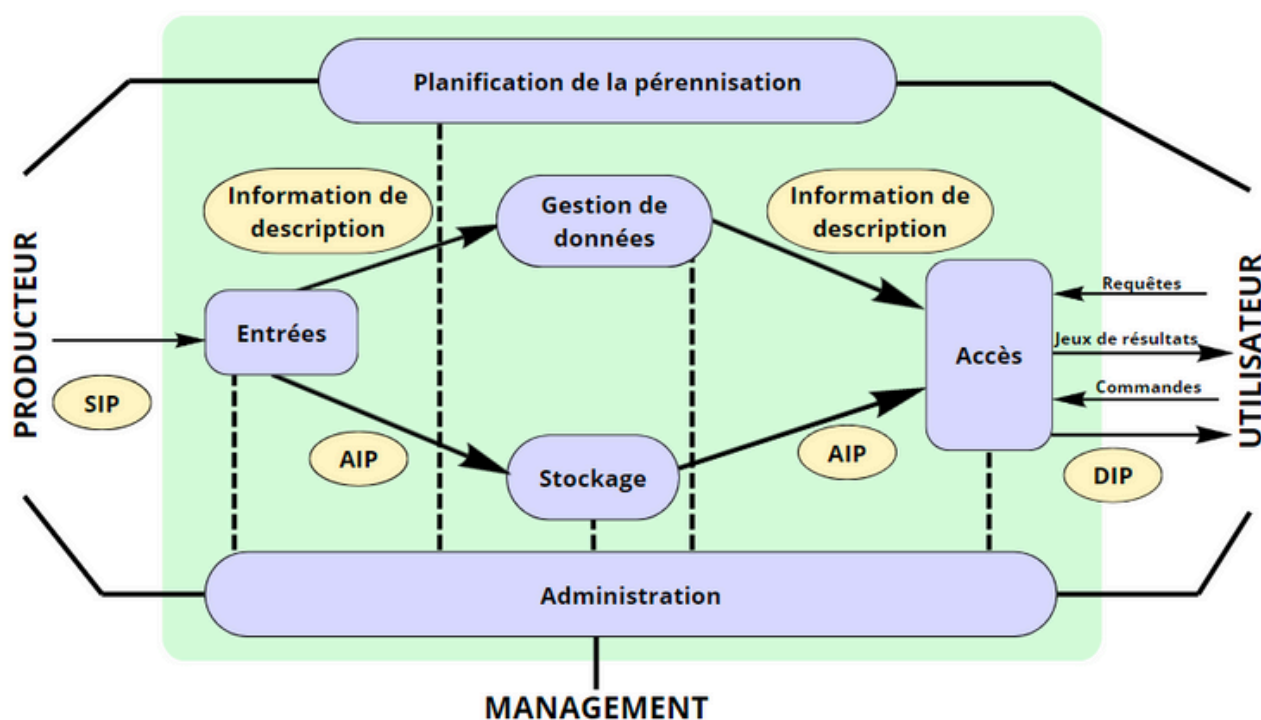 Planification de la pérennisation
Information de
description
Gestion de
données
Information de
description
PRODUCTEUR
Entrées
SIP
AIP
Stockage
AIP
Accès
Requêtes
Jeux de résultats
Commandes
DIP
UTILISATEUR
Administration
MANAGEMENT